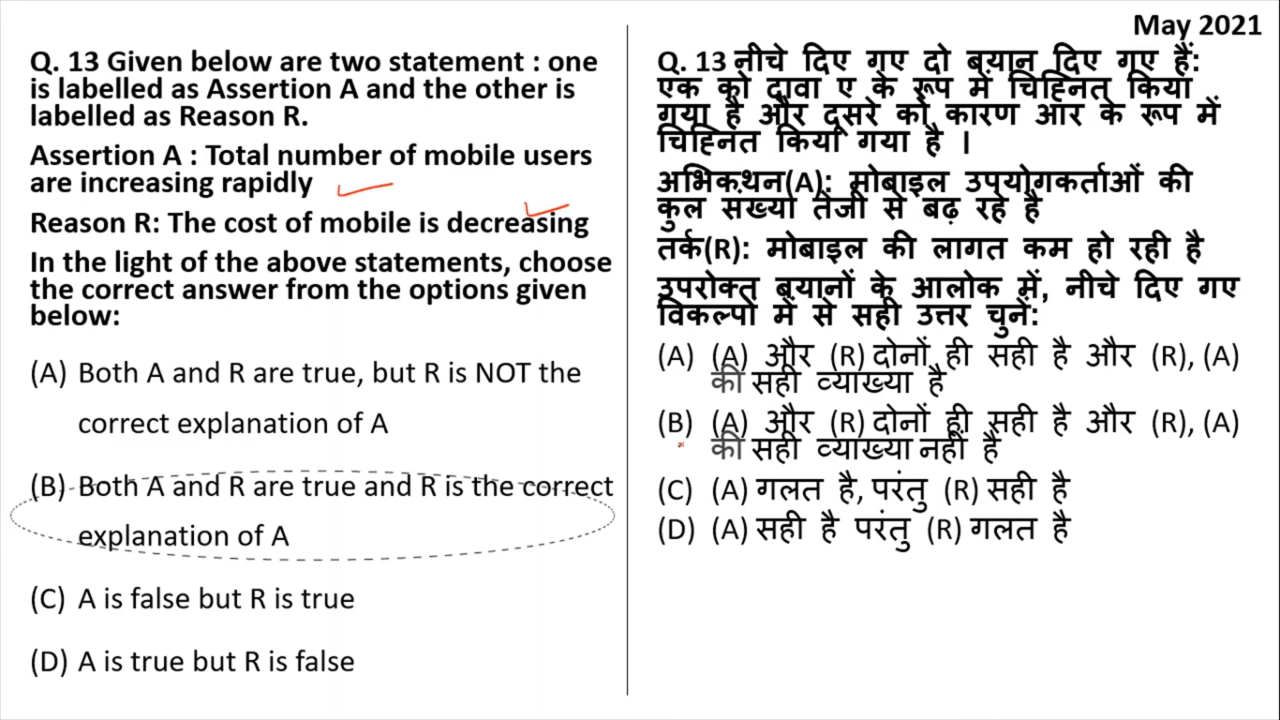 May 2021
Q. 13 Given below are two statement : one
is labelled as Assertion A and the other is
labelled as Reason R.
Assertion A : Total number of mobile users
are increasing rapidly
Reason R: The cost of mobile is decreasing
In the light of the above statements, choose
the correct answer from the options given
below:
(A) Both A and R are true, but R is NOT the
correct explanation of A
(B) Both A and R are true and R is the correct
explanation of A
(C) A is false but R is true
(D) A is true but R is false
Q. 13 नीचे दिए गए दो बयान दिए गए हैं:
एक को दावा ए के रूप में चिह्नित किया
गया है और दूसरे को कारण आर के रूप में
चिह्नित किया गया है ।
अभिकथन(A): मोबाइल उपयोगकर्ताओं की
कुल संख्या तेजी से बढ़ रहे है
तर्क(R): मोबाइल की लागत कम हो रही है
उपरोक्त बयानों के आलोक में, नीचे दिए गए
विकल्पों में से सही उत्तर चुनें:
(A) (A) और (R) दोनों ही सही है और (R), (A)
की सही व्याख्या है
(B) (A) और (R) दोनों ही सही है और (R), (A)
की सही व्याख्या नहीं है
(C) (A) गलत है, परंतु (R) सही है
(D) (A) सही है परंतु (R) गलत है